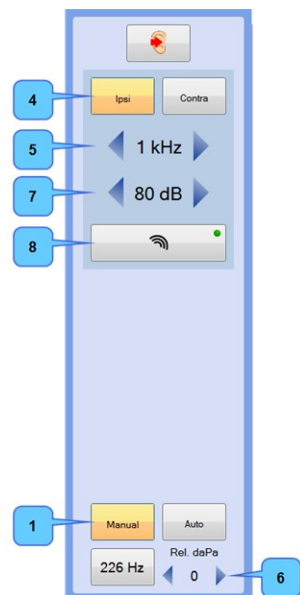 4
Ipsi
Contra
5
1 kHz
7
80 dB
8
1
Manual
Auto
226 Hz
Rel. daPa
0
6